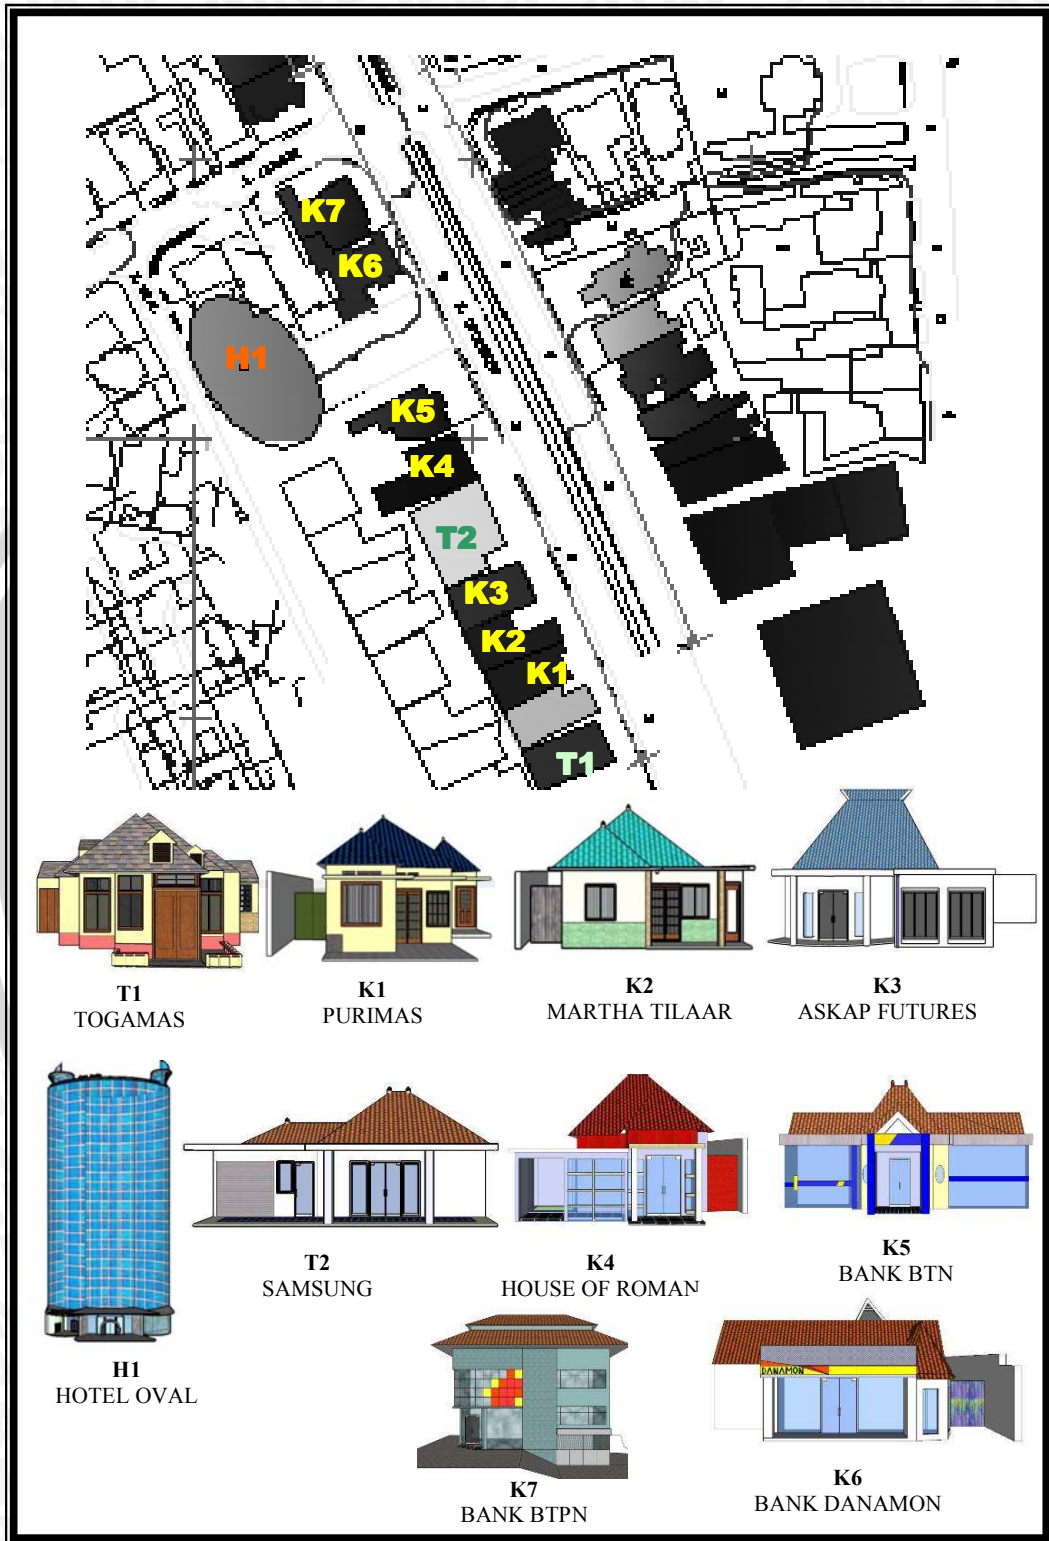 K7
K6
H1
K5
K4
T2
K3
K2
K1
T1
T1
TOGAMAS
K1
PURIMAS
K2
MARTHA TILAAR
K3
ASKAP FUTURES
H1
HOTEL OVAL
T2
SAMSUNG
K4
HOUSE OF ROMAN
K5
BANK BTN
K7
BANK BTPN
DANAMON
K6
BANK DANAMON